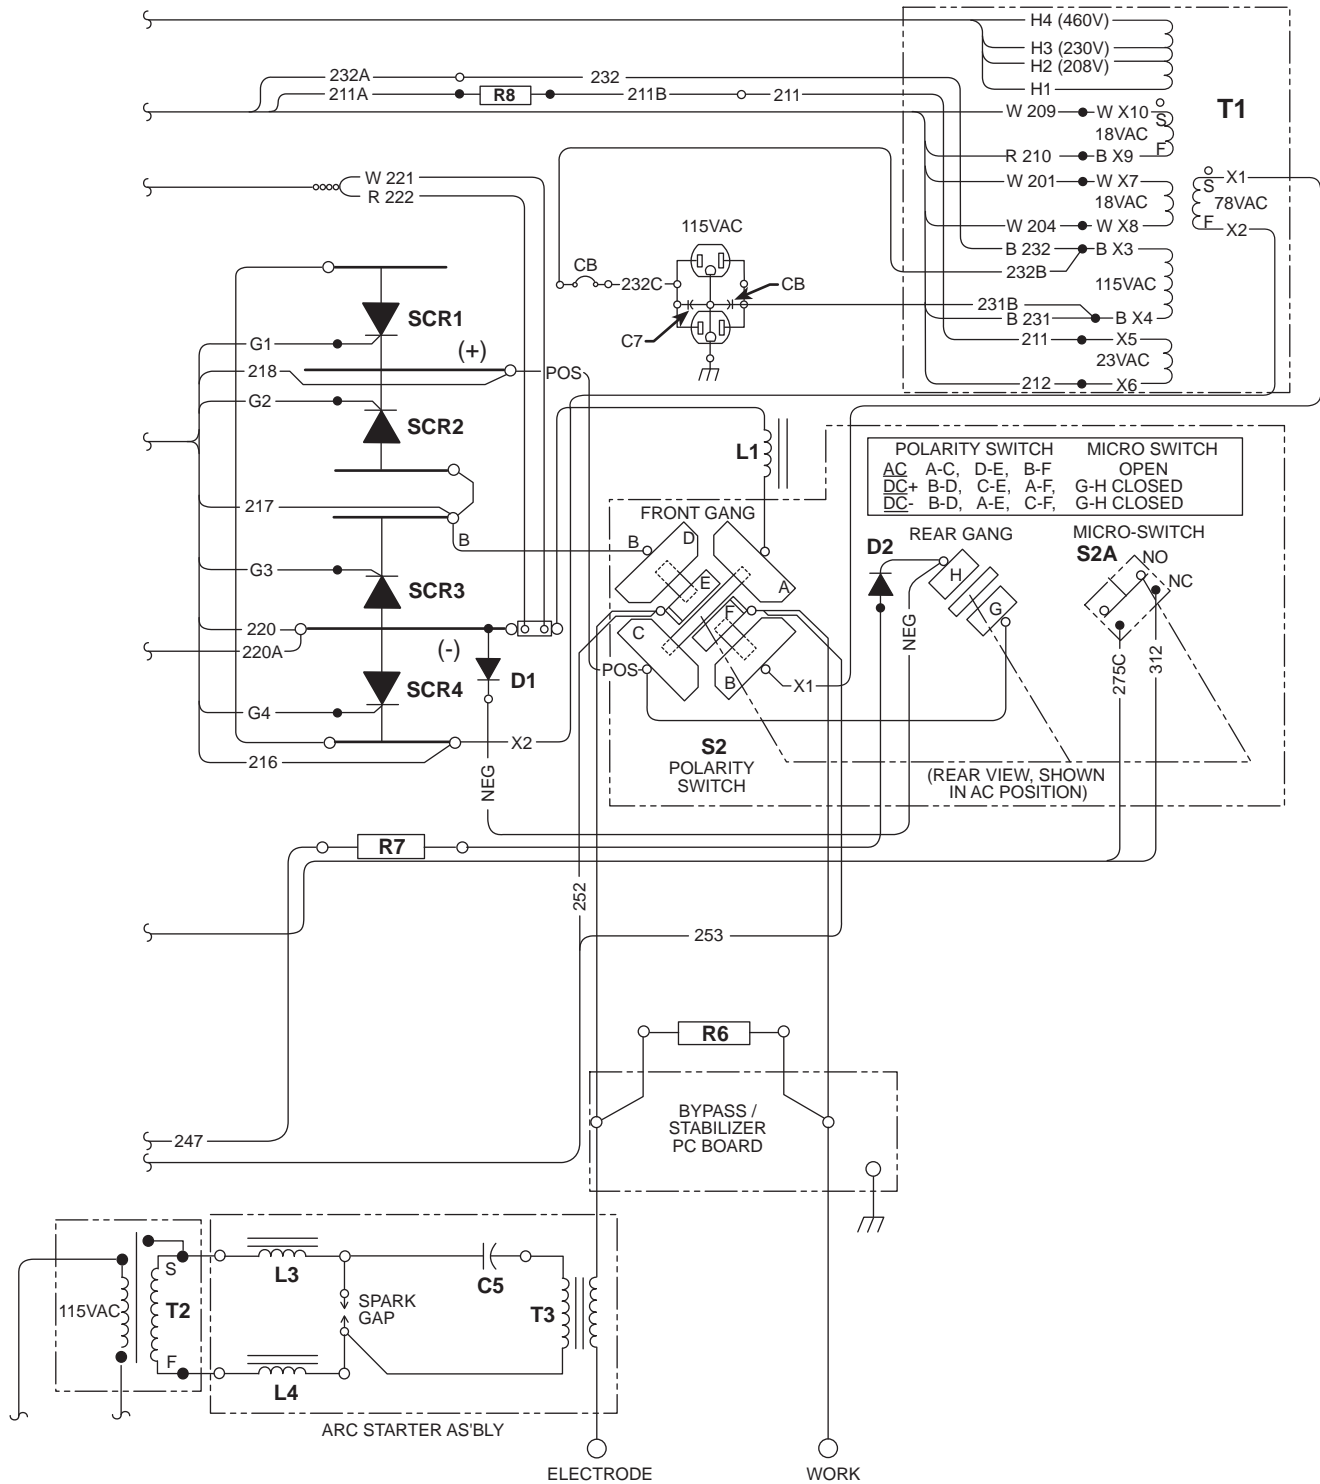 H4 (460V)
H3 (230V)
H2 (208V)
H1
232A
232
211A
R8
211B
211
T1
W 209
W X10
S
18VAC
F
R 210
B X9
W 201
W X7
18VAC
W 204
W X8
X1
S
78VAC
F
X2
W 221
R 222
115VAC
B 232
B X3
232B
115VAC
CB
232C
CB
231B
B 231
B X4
C7
211
X5
23VAC
212
X6
SCR1
G1
(+)
218
POS
G2
SCR2
L1
217
B
G3
SCR3
220
220A
(-)
D1
SCR4
G4
X2
216
NEG
POLARITY SWITCH MICRO SWITCH
AC A-C, D-E, B-F OPEN
DC+ B-D, C-E, A-F, G-H CLOSED
DC- B-D, A-E, C-F, G-H CLOSED
FRONT GANG
B
D
E
A
C
F
B
POS
X1
S2
POLARITY
SWITCH
D2
REAR GANG
H
G
NEG
MICRO-SWITCH
S2A
NO
NC
275C
312
(REAR VIEW, SHOWN
IN AC POSITION)
R7
252
253
R6
BYPASS /
STABILIZER
PC BOARD
247
S
115VAC
T2
F
L3
C5
SPARK
GAP
T3
L4
ARC STARTER AS'BLY
ELECTRODE
WORK